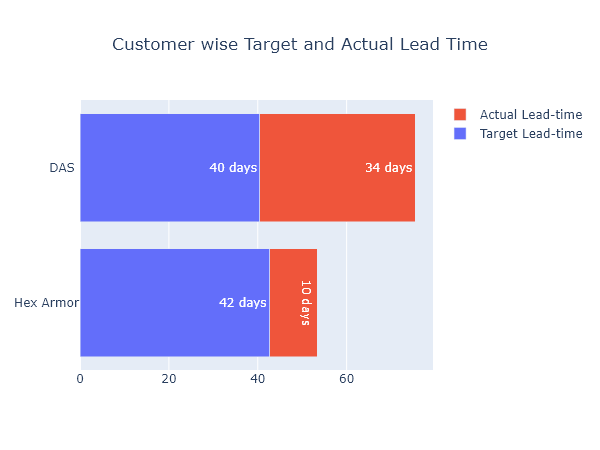 Customer wise Target and Actual Lead Time
Actual Lead-time
Target Lead-time
DAS
40 days
34 days
Hex Armor
42 days
10 days
0
20
40
60